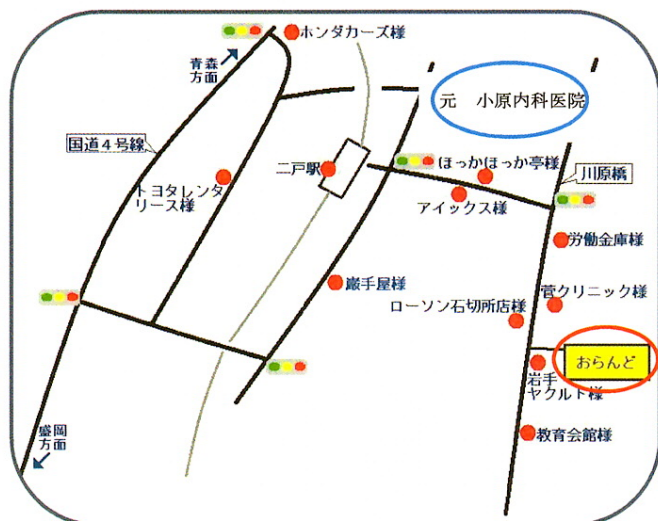 ホンダカーズ様
青森
方面
元　小原内科医院
国道４号線
二戸駅
ほっかほっか亭様
川原橋
トヨタレンタ
リース様
アイックス様
労働金庫様
巖手屋様
菅クリニック様
ローソン石切所店様
おらんど
岩手
ヤクルト様
教育会館様
盛岡
方面